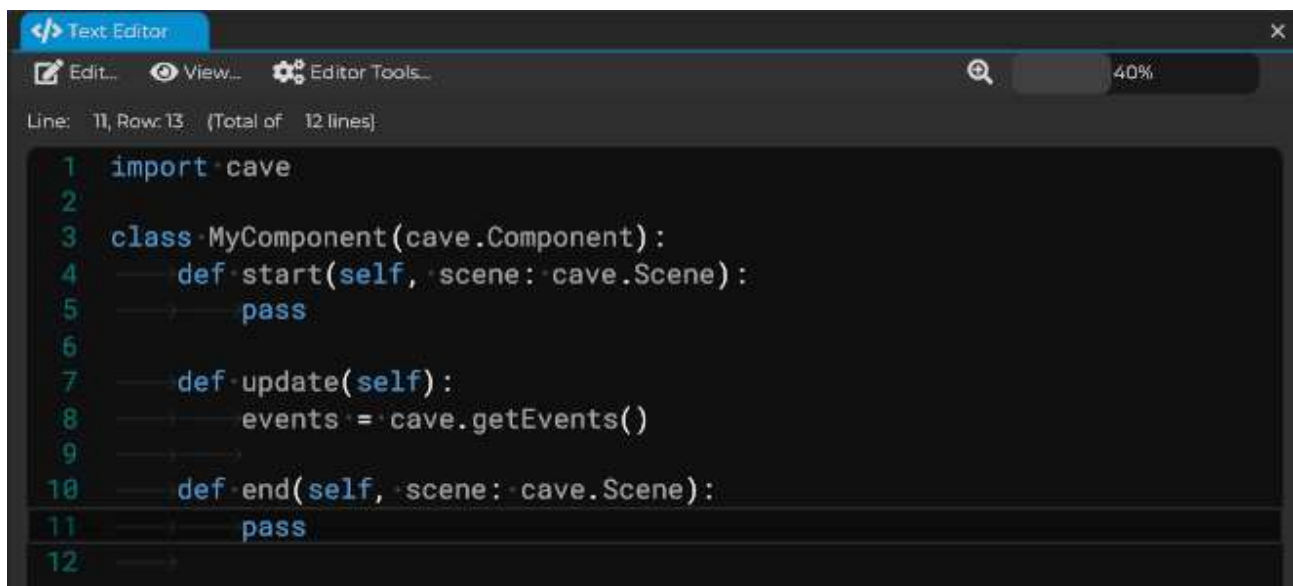 </> Text Editor ×
Edit... View... Editor Tools... 40%
Line: 11, Row: 13 (Total of 12 lines)
1 import cave
2
3 class MyComponent(cave.Component):
4     def start(self, scene: cave.Scene):
5         pass
6
7     def update(self):
8         events = cave.getEvents()
9
10     def end(self, scene: cave.Scene):
11         pass
12